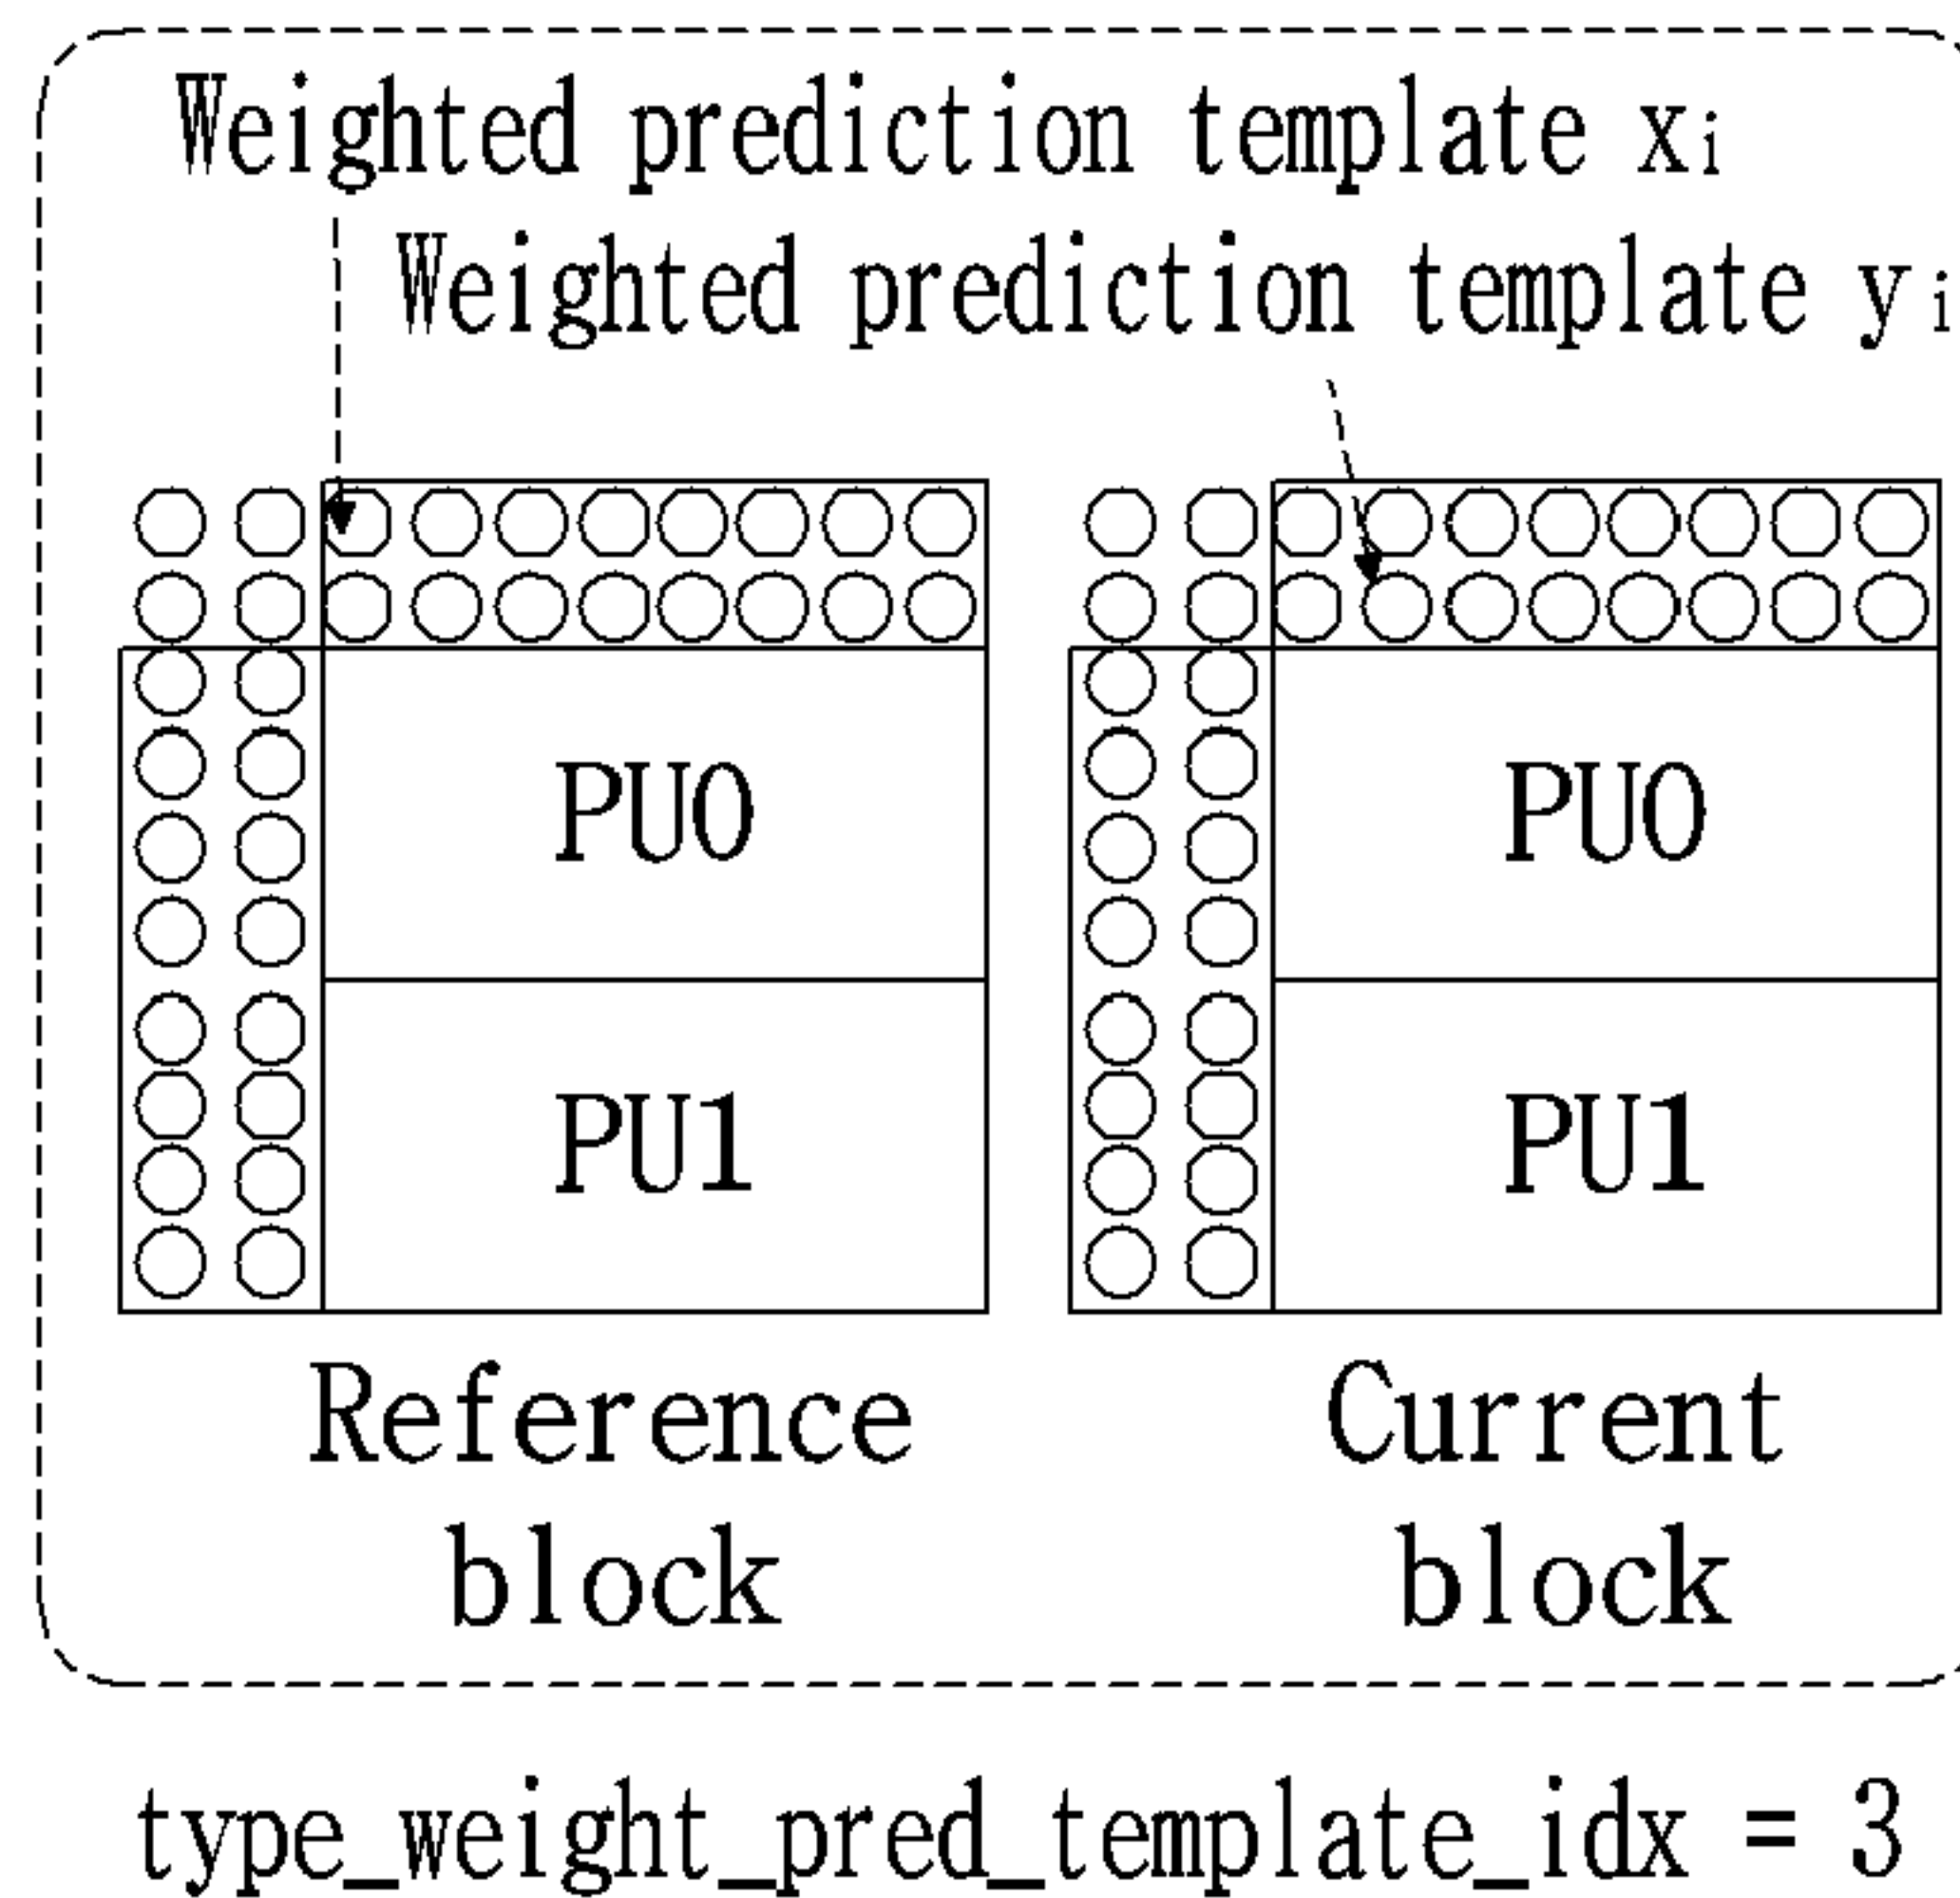 Weighted prediction template xi
Weighted prediction template yi
PU0 PU0
PU1 PU1
Reference block
Current block
type_weight_pred_template_idx = 3